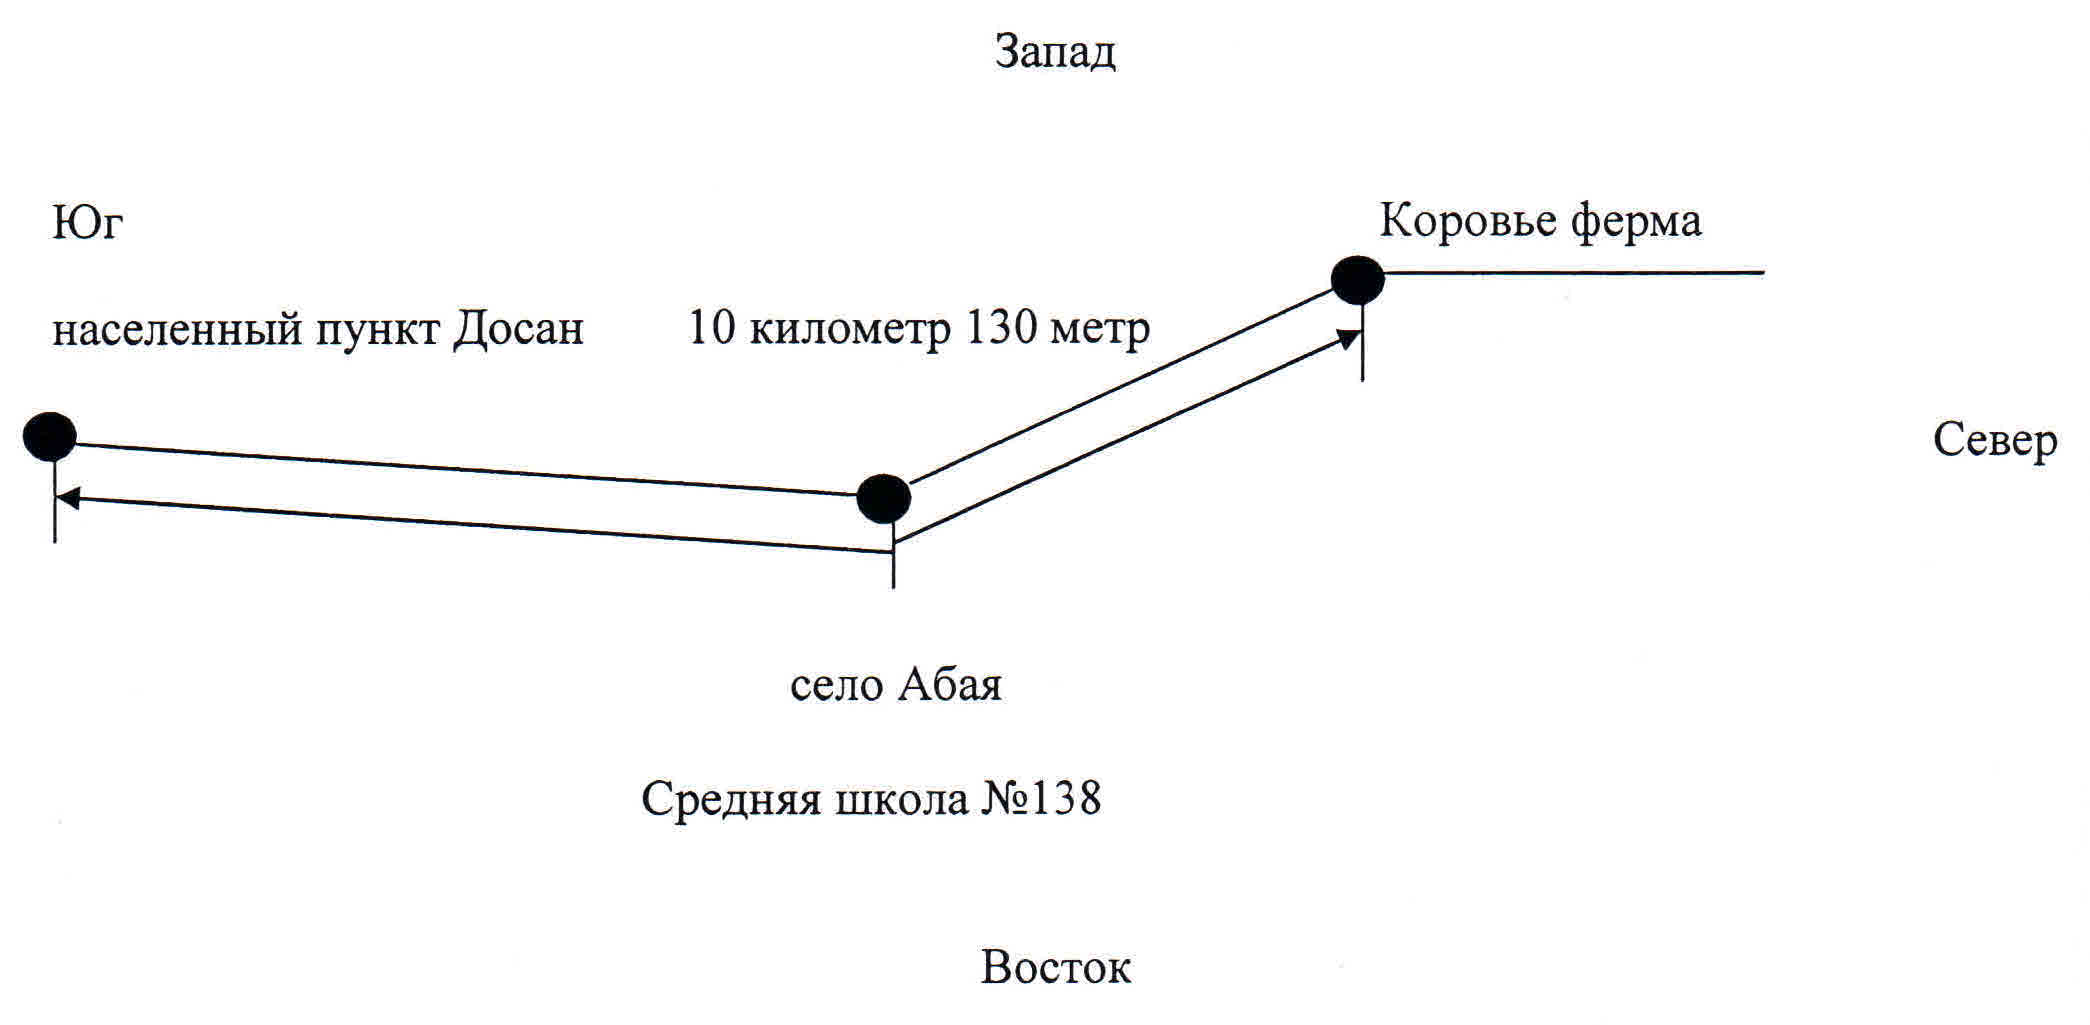 Запад
Юг
Коровье ферма
населенный пункт Досан 10 километр 130 метр
Север
село Абая
Средняя школа №138
Восток